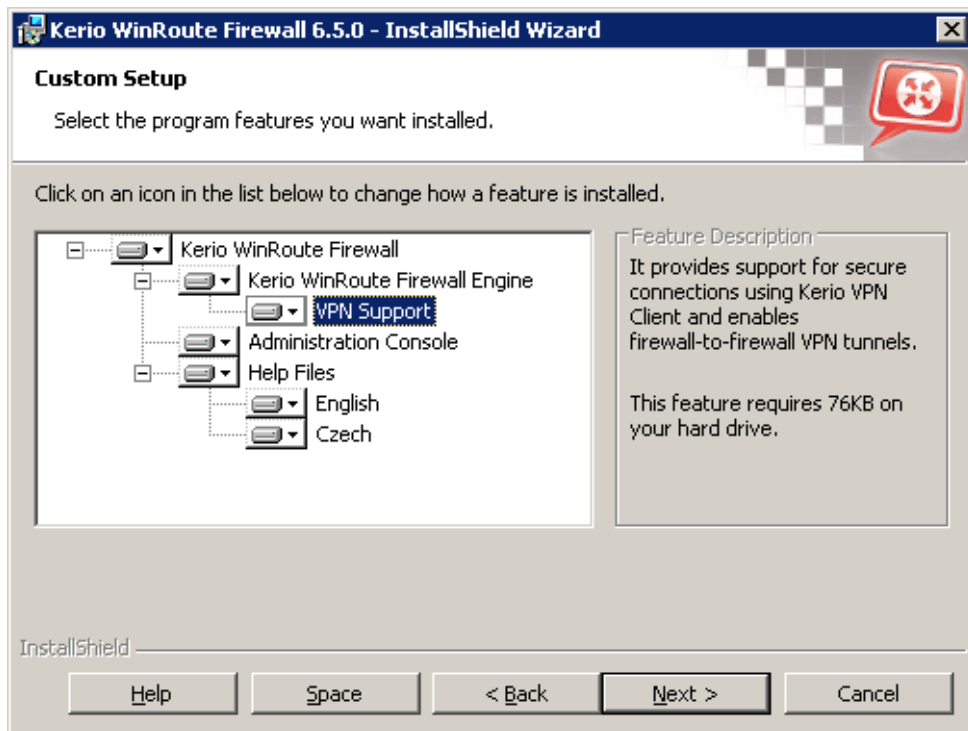 Kerio WinRoute Firewall 6.5.0 - InstallShield Wizard
Custom Setup
Select the program features you want installed.
Click on an icon in the list below to change how a feature is installed.
Kerio WinRoute Firewall
Kerio WinRoute Firewall Engine
VPN Support
Administration Console
Help Files
English
Czech
Feature Description
It provides support for secure
connections using Kerio VPN
Client and enables
firewall-to-firewall VPN tunnels.
This feature requires 76KB on
your hard drive.
InstallShield
Help
Space
< Back
Next >
Cancel